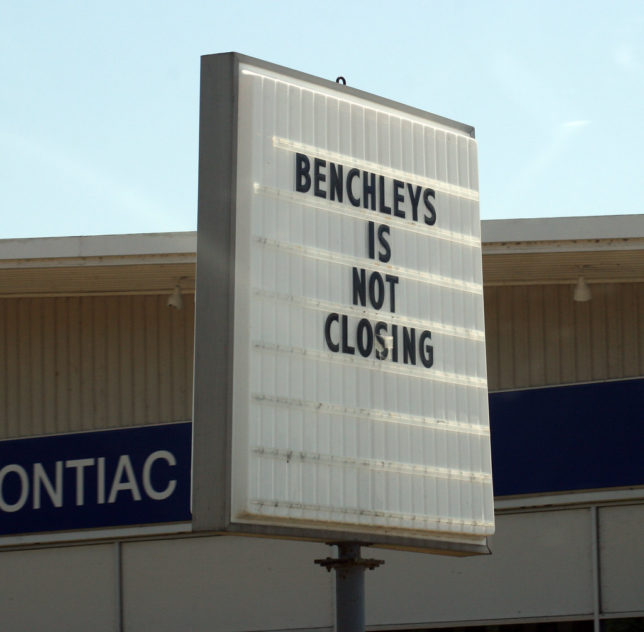 BENCHLEYS
IS
NOT
CLOSING
ONTIAC